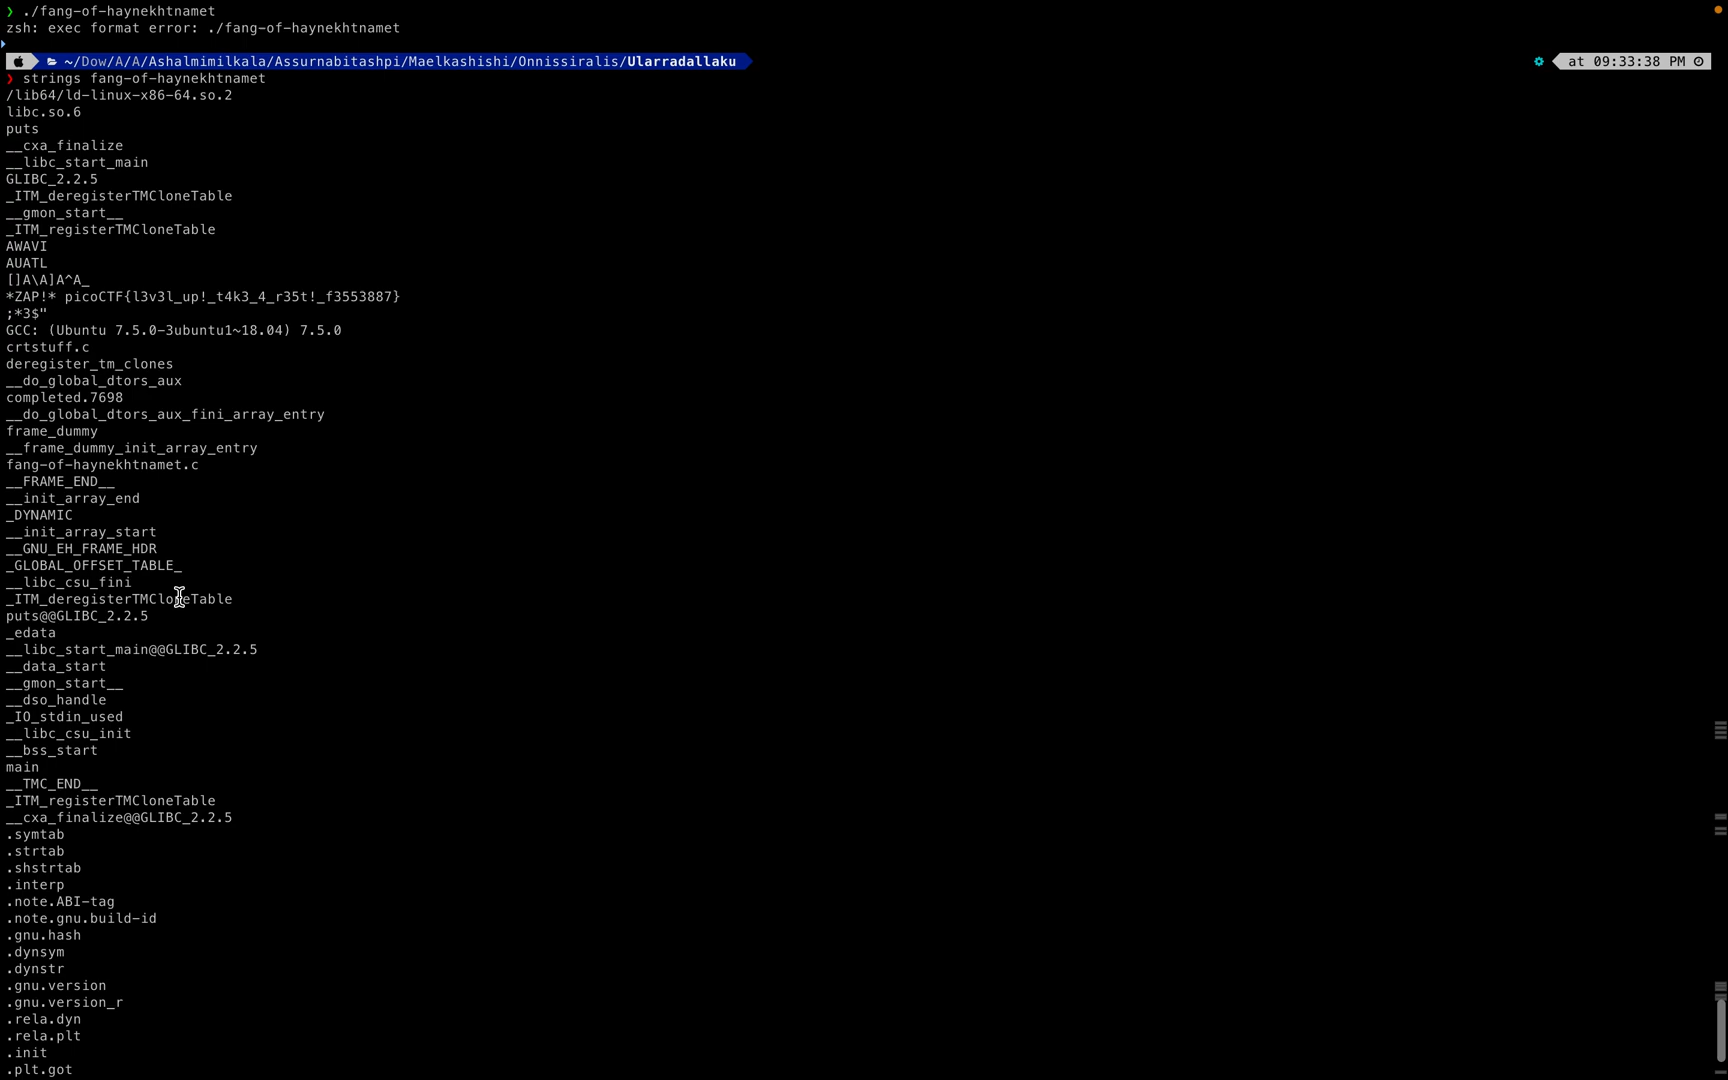 ❯ ./fang-of-haynekhtnamet
zsh: exec format error: ./fang-of-haynekhtnamet
~/Dow/A/A/Ashalmimilkala/Assurnabitashpi/Maelkashishi/Onnissiralis/Ularradallaku at 09:33:38 PM
❯ strings fang-of-haynekhtnamet
/lib64/ld-linux-x86-64.so.2
libc.so.6
puts
__cxa_finalize
__libc_start_main
GLIBC_2.2.5
_ITM_deregisterTMCloneTable
__gmon_start__
_ITM_registerTMCloneTable
AWAVI
AUATL
[]A\A]A^A_
*ZAP!* picoCTF{l3v3l_up!_t4k3_4_r35t!_f3553887}
;*3$"
GCC: (Ubuntu 7.5.0-3ubuntu1~18.04) 7.5.0
crtstuff.c
deregister_tm_clones
__do_global_dtors_aux
completed.7698
__do_global_dtors_aux_fini_array_entry
frame_dummy
__frame_dummy_init_array_entry
fang-of-haynekhtnamet.c
__FRAME_END__
__init_array_end
_DYNAMIC
__init_array_start
__GNU_EH_FRAME_HDR
_GLOBAL_OFFSET_TABLE_
__libc_csu_fini
_ITM_deregisterTMCloneTable
puts@@GLIBC_2.2.5
_edata
__libc_start_main@@GLIBC_2.2.5
__data_start
__gmon_start__
__dso_handle
_IO_stdin_used
__libc_csu_init
__bss_start
main
__TMC_END__
_ITM_registerTMCloneTable
__cxa_finalize@@GLIBC_2.2.5
.symtab
.strtab
.shstrtab
.interp
.note.ABI-tag
.note.gnu.build-id
.gnu.hash
.dynsym
.dynstr
.gnu.version
.gnu.version_r
.rela.dyn
.rela.plt
.init
.plt.got